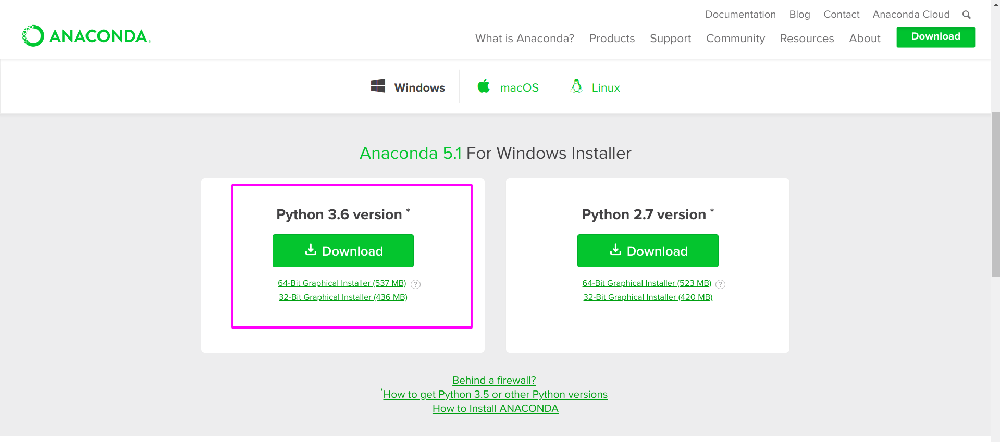 Documentation Blog Contact Anaconda Cloud
ANACONDA.
What is Anaconda? Products Support Community Resources About Download
Windows macOS Linux
Anaconda 5.1 For Windows Installer
Python 3.6 version *
Download
64-Bit Graphical Installer (537 MB) ?
32-Bit Graphical Installer (436 MB)
Python 2.7 version *
Download
64-Bit Graphical Installer (523 MB) ?
32-Bit Graphical Installer (420 MB)
Behind a firewall?
*How to get Python 3.5 or other Python versions
How to Install ANACONDA